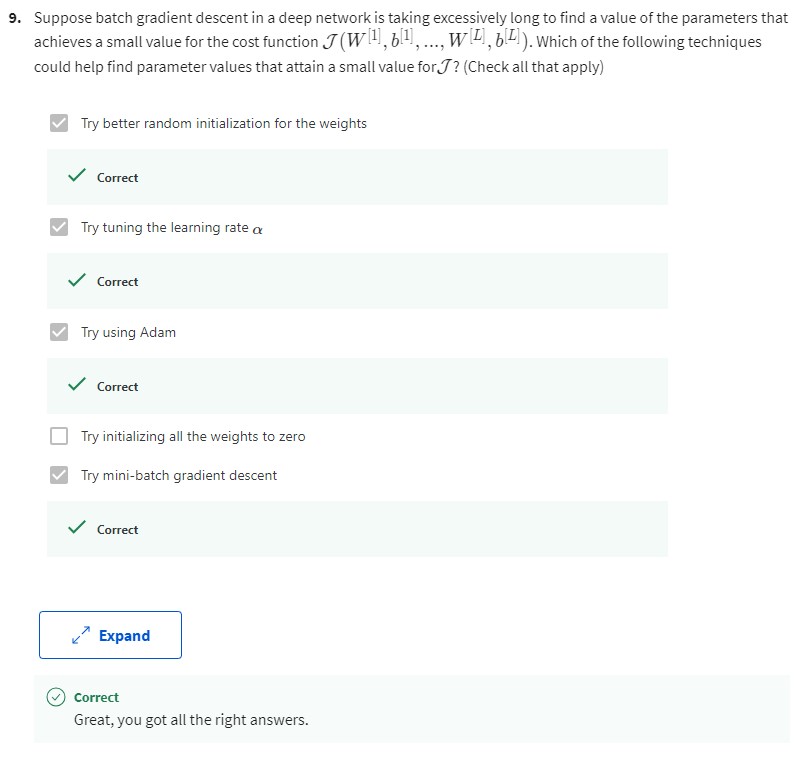 9. Suppose batch gradient descent in a deep network is taking excessively long to find a value of the parameters that
achieves a small value for the cost function 𝒥(W^[1], b^[1], ..., W^[L], b^[L]). Which of the following techniques
could help find parameter values that attain a small value for𝒥? (Check all that apply)
Try better random initialization for the weights
Correct
Try tuning the learning rate α
Correct
Try using Adam
Correct
Try initializing all the weights to zero
Try mini-batch gradient descent
Correct
Expand
Correct
Great, you got all the right answers.